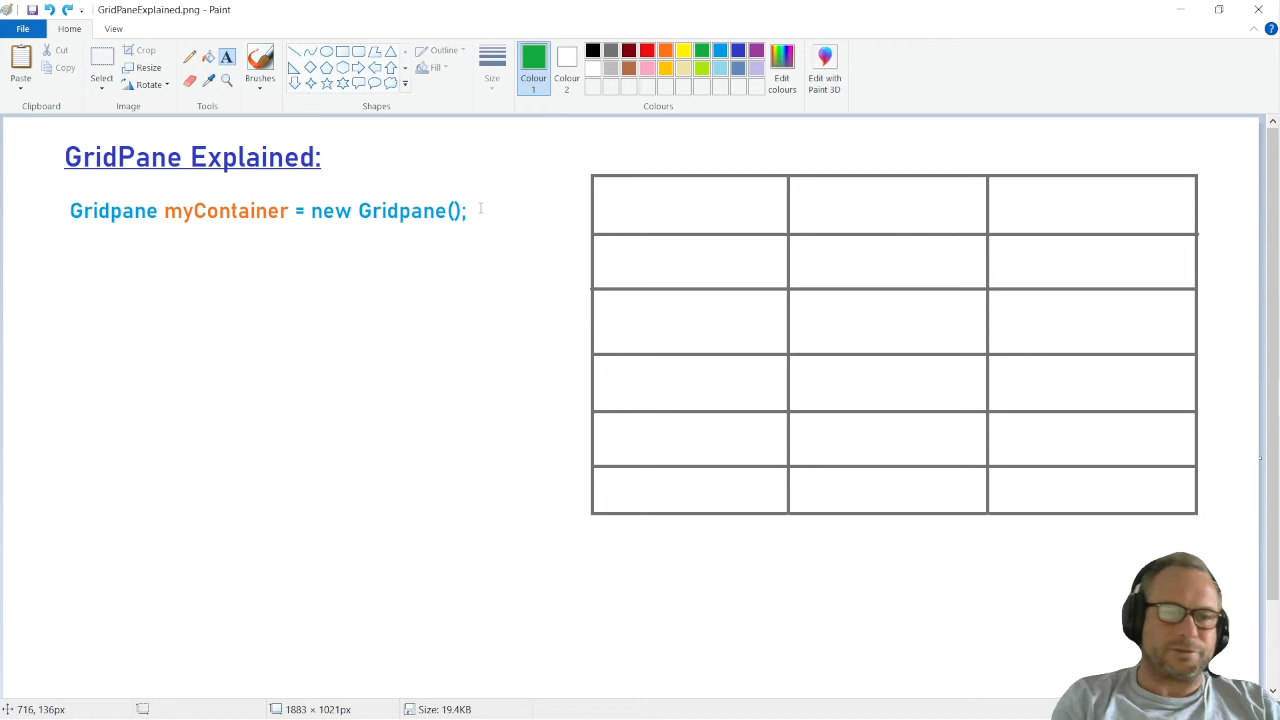 GridPaneExplained.png - Paint
File
Home
View
Paste
Cut
Copy
Clipboard
Select
Crop
Resize
Rotate
Image
Tools
Brushes
Shapes
Outline
Fill
Size
Colour
1
Colour
2
Colours
Edit
colours
Edit with
Paint 3D
GridPane Explained:
Gridpane myContainer = new Gridpane();
716, 136px
1883 × 1021px
Size: 19.4KB